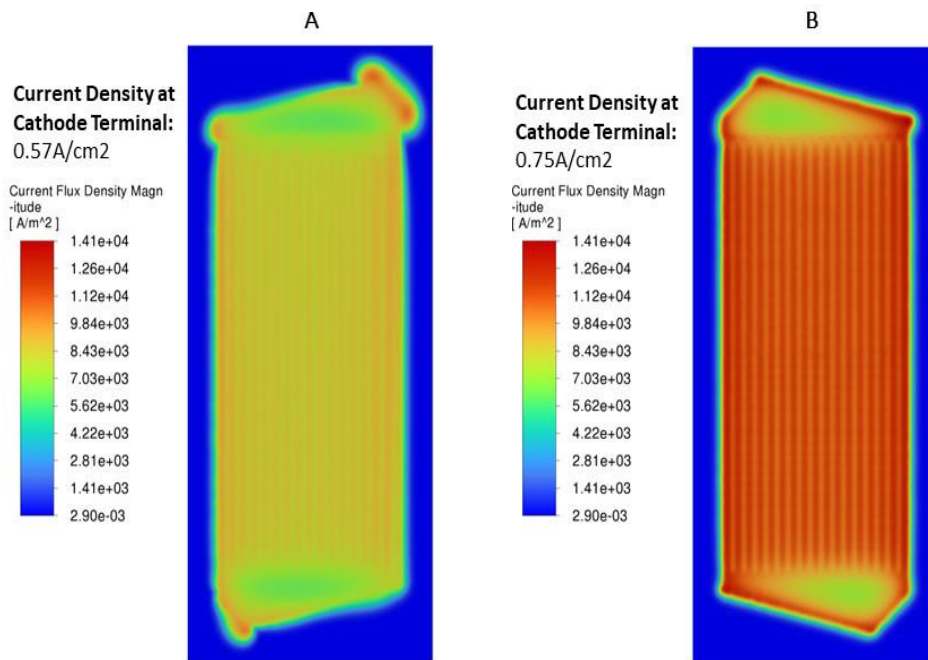 A
B
Current Density at
Cathode Terminal:
0.57A/cm2
Current Flux Density Magn
-itude
[ A/m^2 ]
1.41e+04
1.26e+04
1.12e+04
9.84e+03
8.43e+03
7.03e+03
5.62e+03
4.22e+03
2.81e+03
1.41e+03
2.90e-03
Current Density at
Cathode Terminal:
0.75A/cm2
Current Flux Density Magn
-itude
[ A/m^2 ]
1.41e+04
1.26e+04
1.12e+04
9.84e+03
8.43e+03
7.03e+03
5.62e+03
4.22e+03
2.81e+03
1.41e+03
2.90e-03